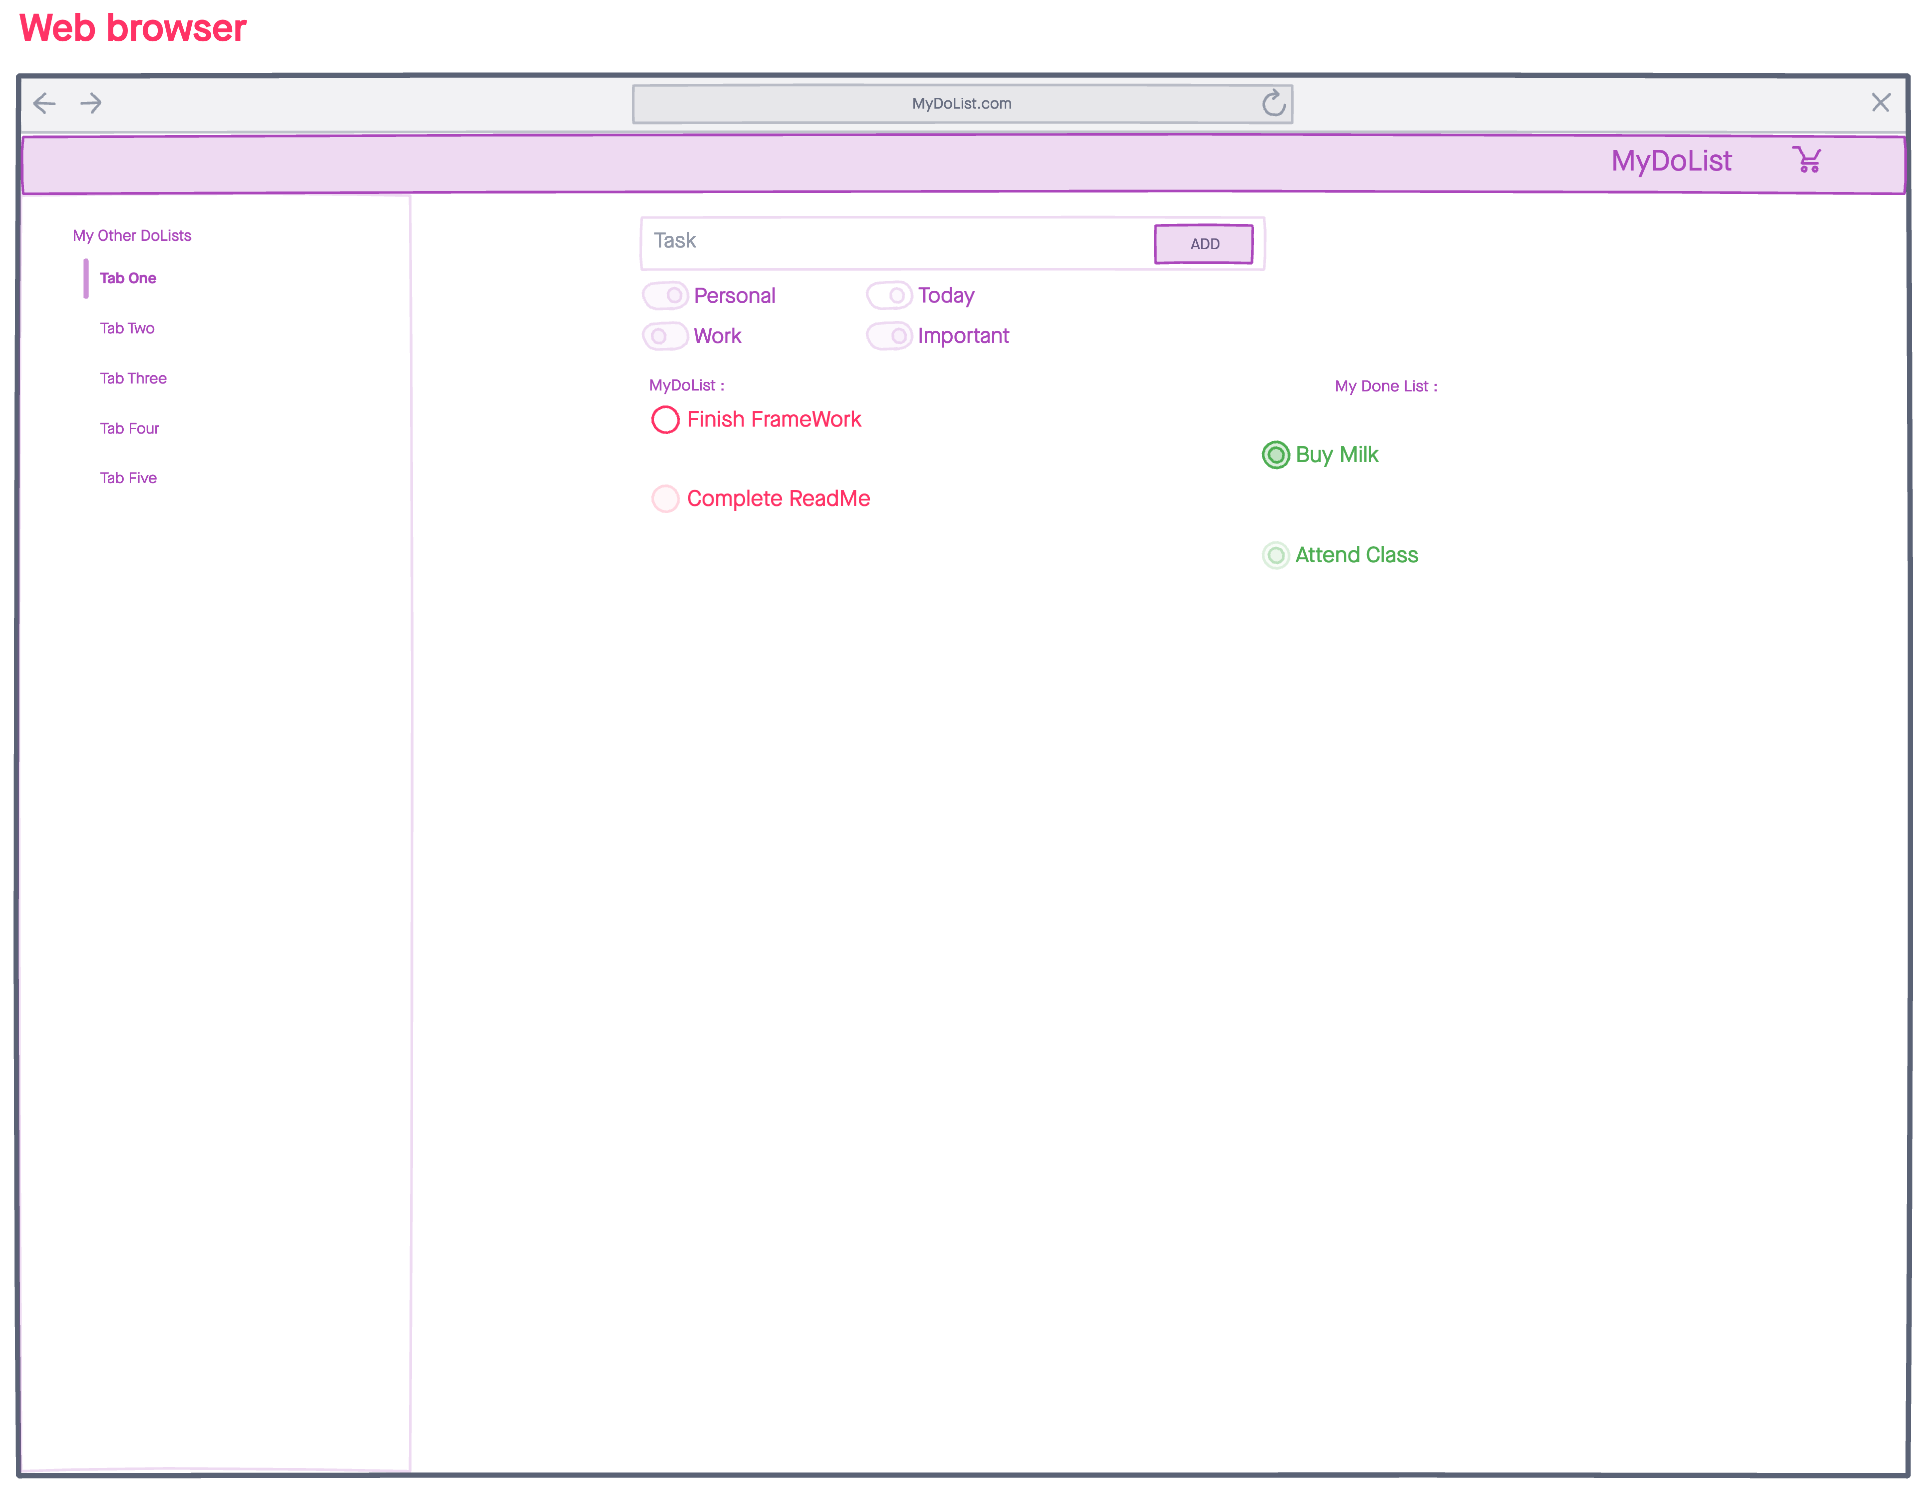 Web browser
MyDoList.com
MyDoList
My Other DoLists
Tab One
Tab Two
Tab Three
Tab Four
Tab Five
Task
ADD
Personal
Today
Work
Important
MyDoList :
Finish FrameWork
Complete ReadMe
My Done List :
Buy Milk
Attend Class